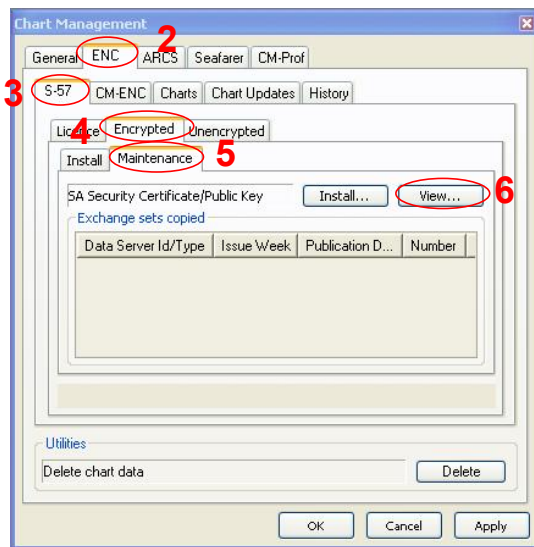 Chart Management
General ENC 2 ARCS Seafarer CM-Prof
3 S-57 CM-ENC Charts Chart Updates History
4 Licence Encrypted Unencrypted
Install Maintenance 5
SA Security Certificate/Public Key Install... View... 6
Exchange sets copied
Data Server Id/Type Issue Week Publication D... Number
Utilities
Delete chart data Delete
OK Cancel Apply